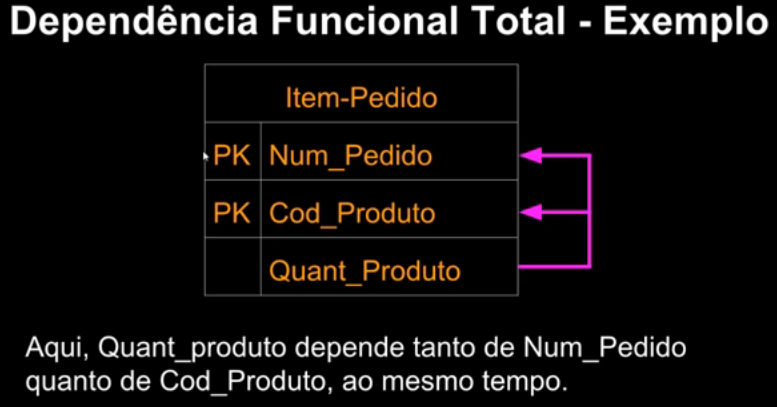 Dependência Funcional Total - Exemplo
Item-Pedido
PK Num_Pedido
PK Cod_Produto
Quant_Produto
Aqui, Quant_produto depende tanto de Num_Pedido
quanto de Cod_Produto, ao mesmo tempo.